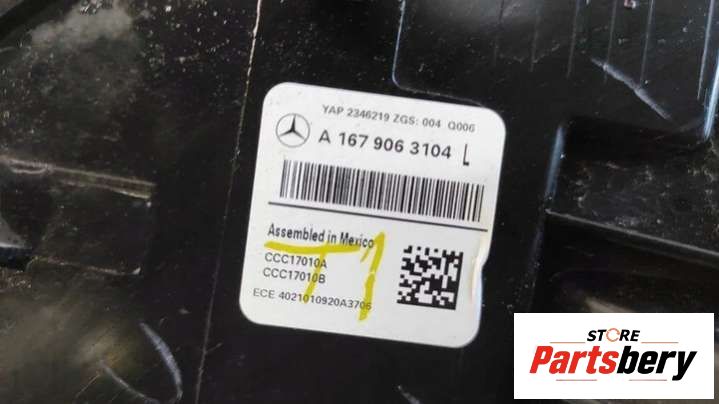 YAP 2346219 ZGS: 004 Q006
A 167 906 3104 L
Assembled in Mexico
CCC17010A
CCC17010B
T1
ECE 4021010920A3706
STORE
Partsbery